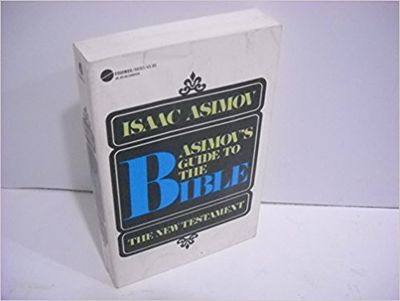 ISAAC ASIMOV
ASIMOV'S
GUIDE TO
THE
BIBLE
THE NEW TESTAMENT